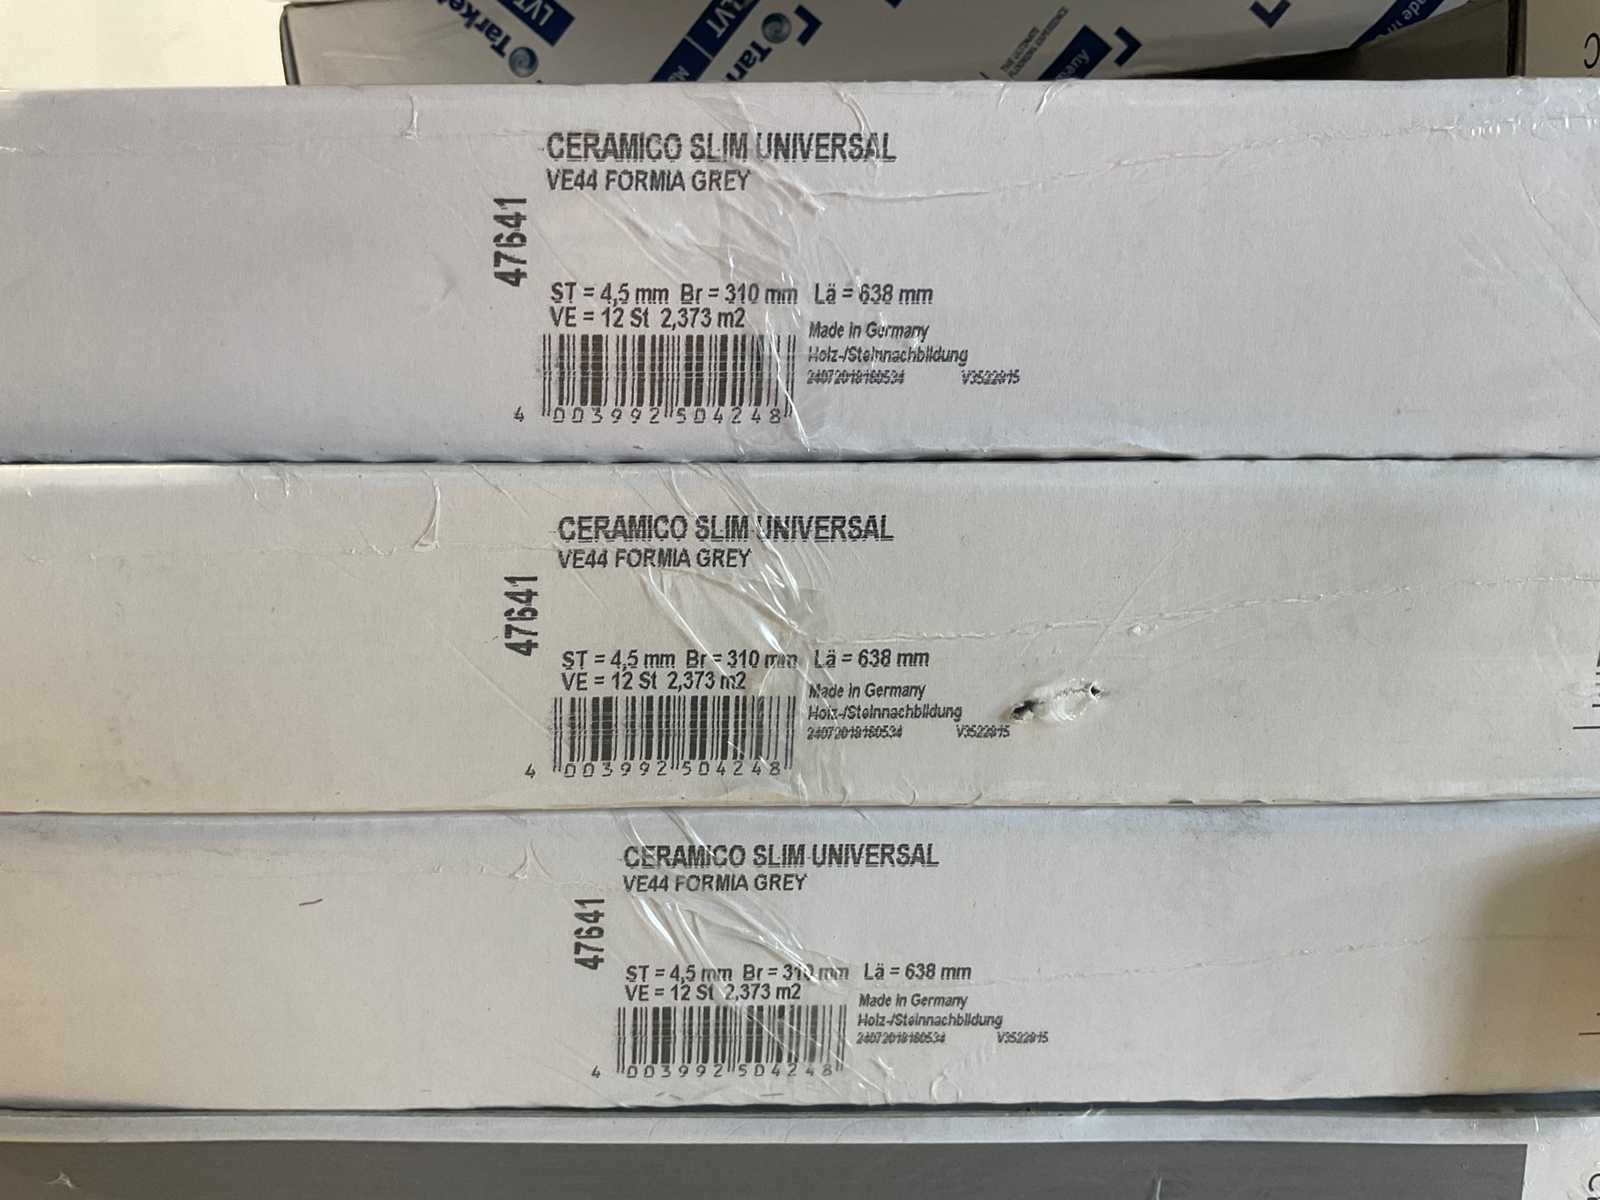 Tarkett
LVT
LVT
CERAMICO SLIM UNIVERSAL
VE44 FORMIA GREY
47641
ST = 4,5 mm Br = 310 mm Lä = 638 mm
VE = 12 St 2,373 m2
Made in Germany
Holz-/Steinnachbildung
4 003992 504248
CERAMICO SLIM UNIVERSAL
VE44 FORMIA GREY
47641
ST = 4,5 mm Br = 310 mm Lä = 638 mm
VE = 12 St 2,373 m2
Made in Germany
Holz-/Steinnachbildung
4 003992 504248
CERAMICO SLIM UNIVERSAL
VE44 FORMIA GREY
47641
ST = 4,5 mm Br = 310 mm Lä = 638 mm
VE = 12 St 2,373 m2
Made in Germany
Holz-/Steinnachbildung
4 003992 504248